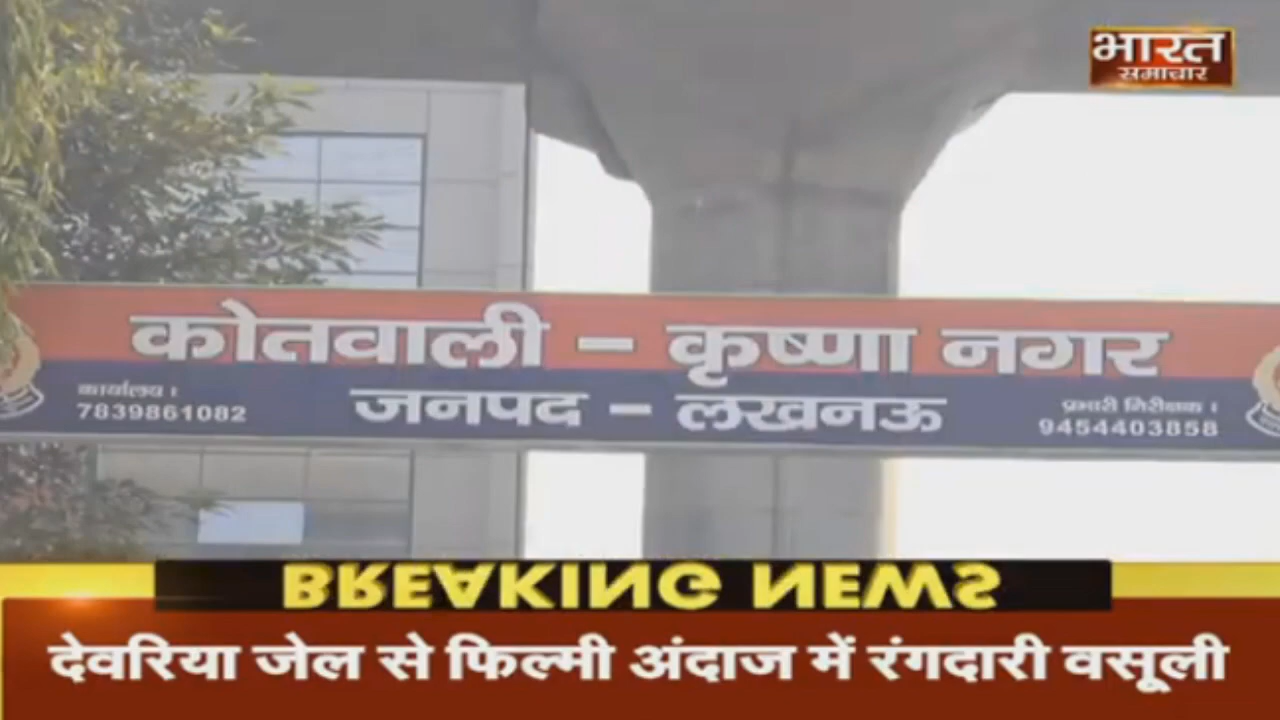 भारत
समाचार
कोतवाली - कृष्णा नगर
कार्यालय :
7839861082
जनपद - लखनऊ
प्रभारी निरीक्षक :
9454403858
BREAKING NEWS
देवरिया जेल से फिल्मी अंदाज में रंगदारी वसूली